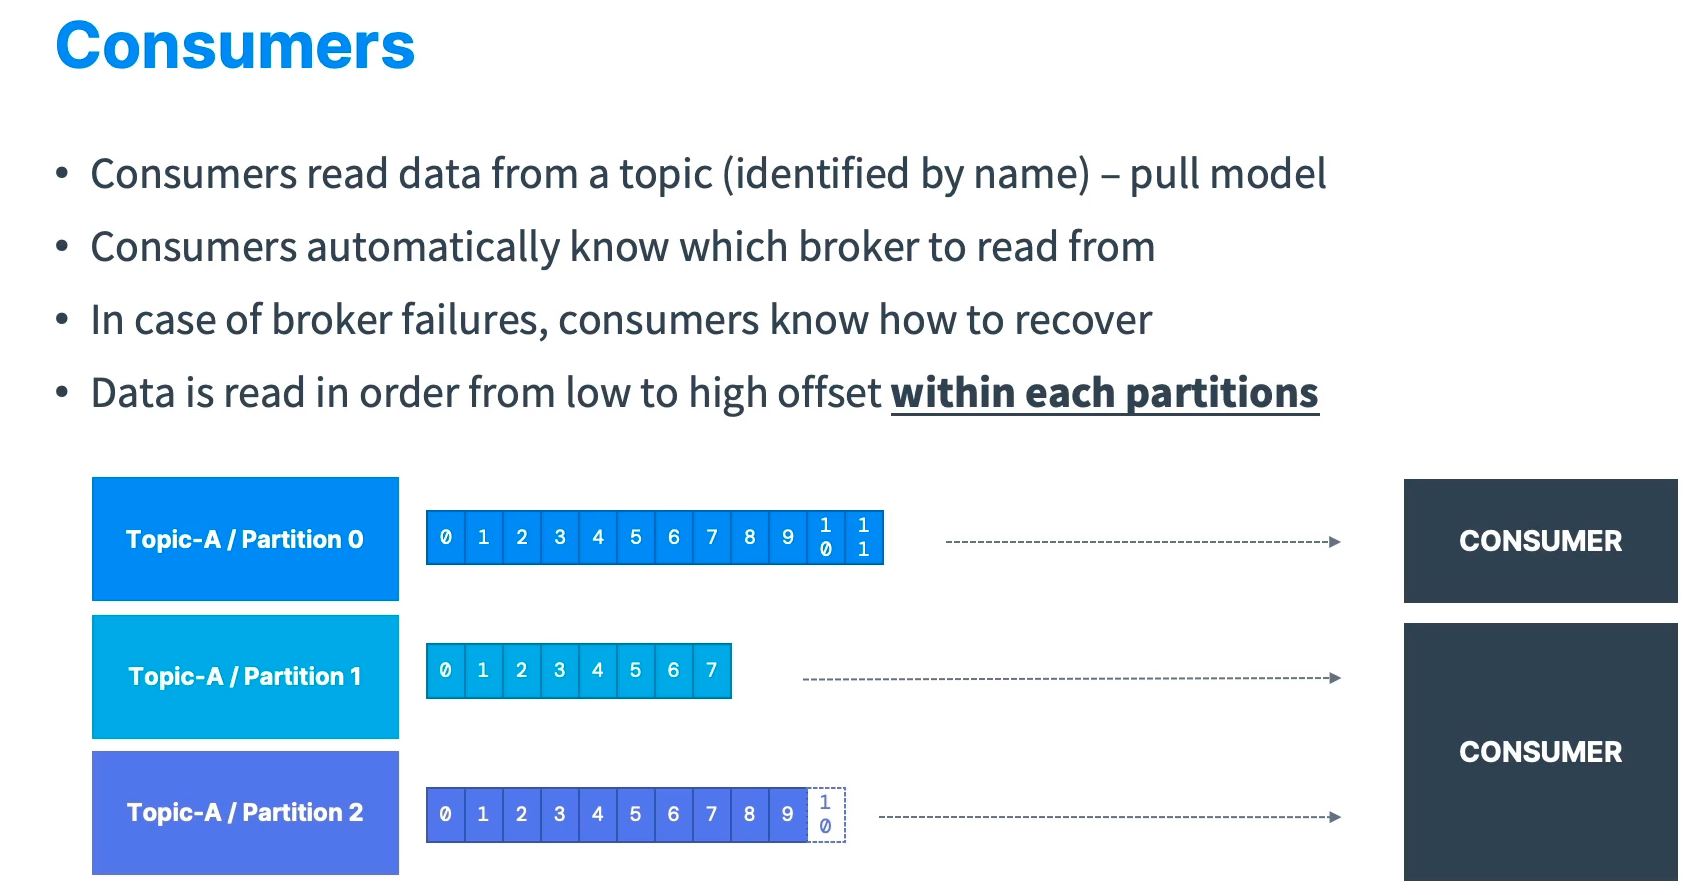 Consumers
• Consumers read data from a topic (identified by name) – pull model
• Consumers automatically know which broker to read from
• In case of broker failures, consumers know how to recover
• Data is read in order from low to high offset within each partitions
Topic-A / Partition 0
0 1 2 3 4 5 6 7 8 9 10 11
CONSUMER
Topic-A / Partition 1
0 1 2 3 4 5 6 7
CONSUMER
Topic-A / Partition 2
0 1 2 3 4 5 6 7 8 9 10